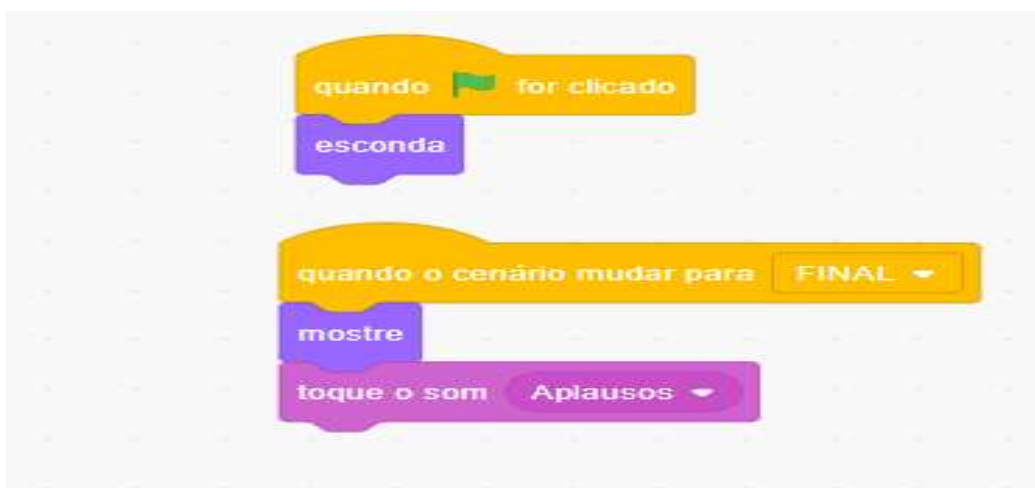 quando for clicado
esconda
quando o cenário mudar para FINAL
mostre
toque o som Aplausos